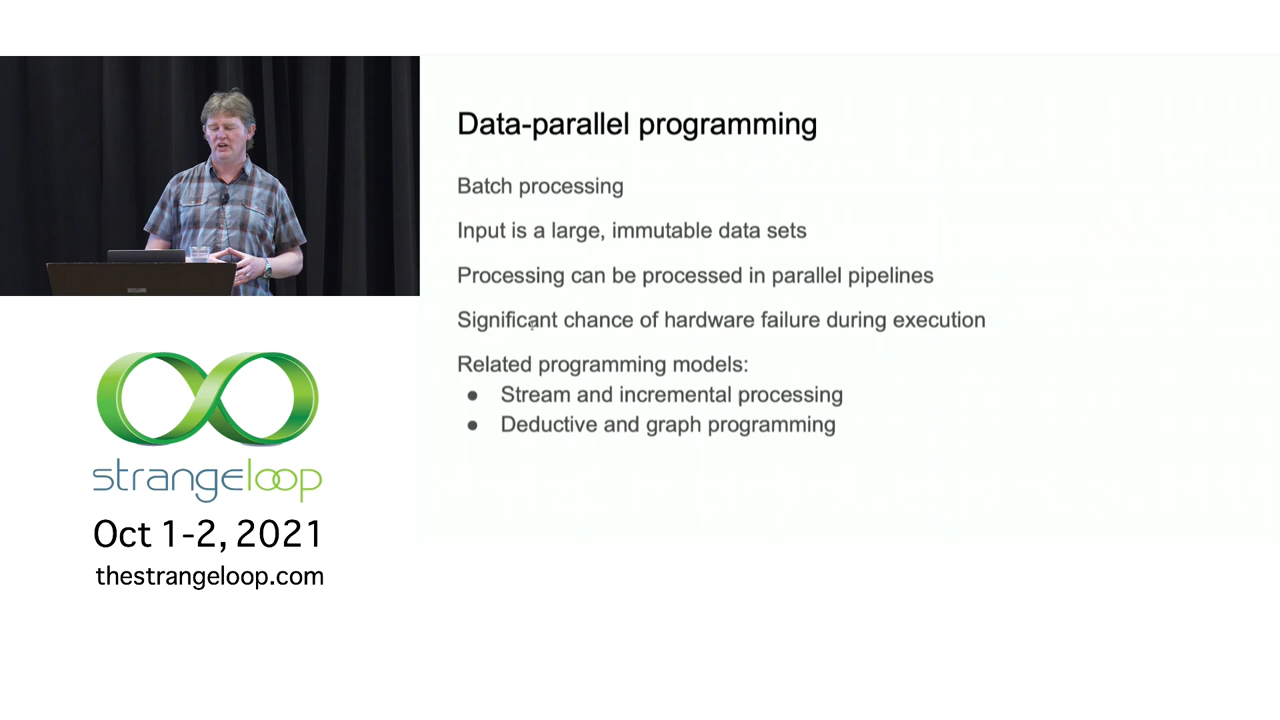 Data-parallel programming
Batch processing
Input is a large, immutable data sets
Processing can be processed in parallel pipelines
Significant chance of hardware failure during execution
Related programming models:
● Stream and incremental processing
● Deductive and graph programming
strangeloop
Oct 1-2, 2021
thestrangeloop.com